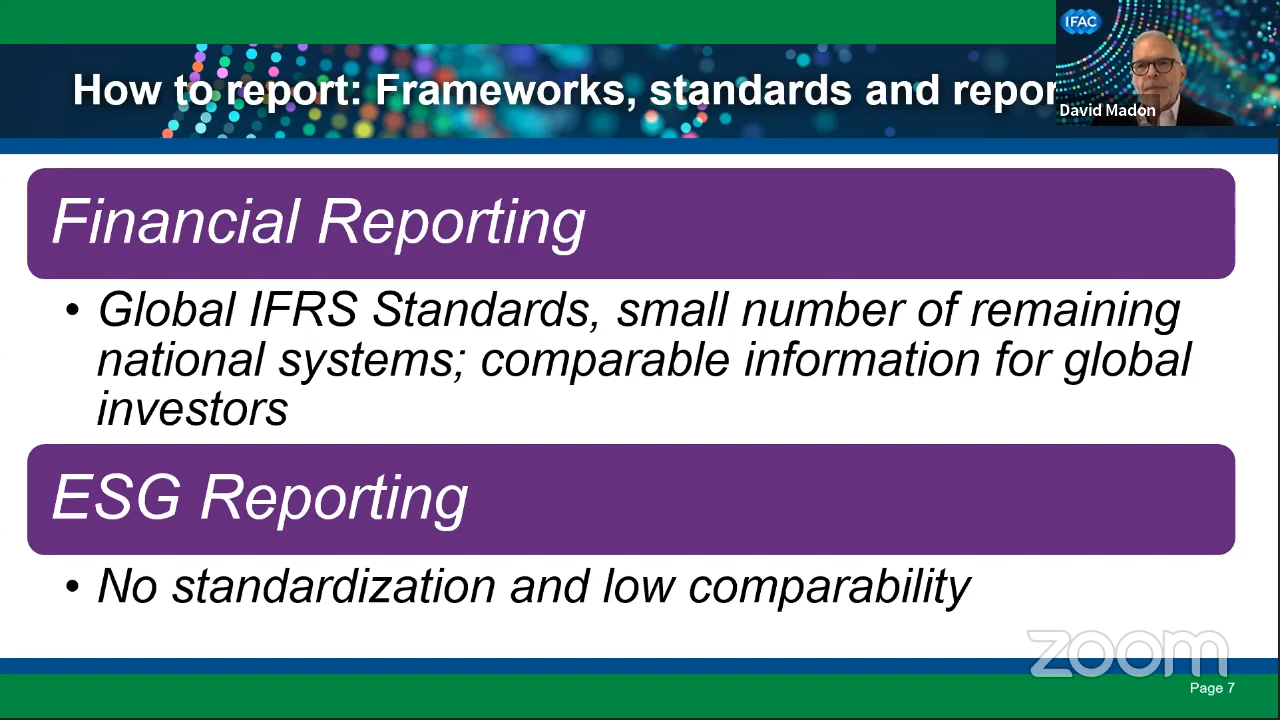 How to report: Frameworks, standards and repor
IFAC
David Madon
Financial Reporting
• Global IFRS Standards, small number of remaining
national systems; comparable information for global
investors
ESG Reporting
• No standardization and low comparability
zoom
Page 7